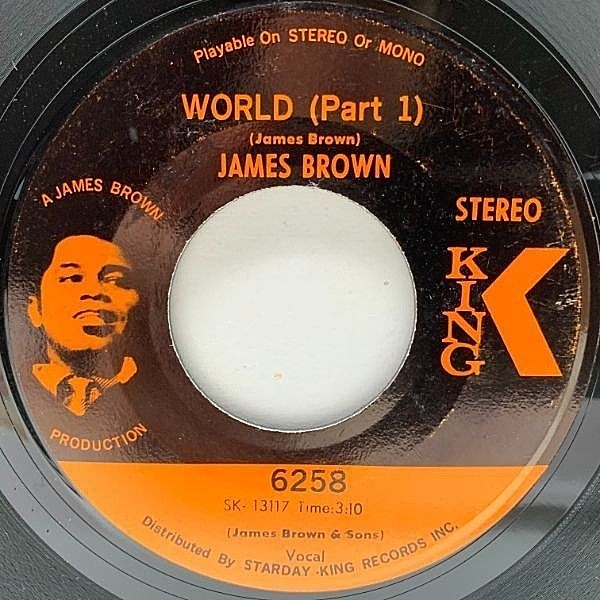 Playable On STEREO Or MONO
WORLD (Part 1)
(James Brown)
JAMES BROWN
A JAMES BROWN
PRODUCTION
STEREO
KING
6258
SK- 13117 Time:3:10
(James Brown & Sons)
Vocal
Distributed By STARDAY-KING RECORDS INC.